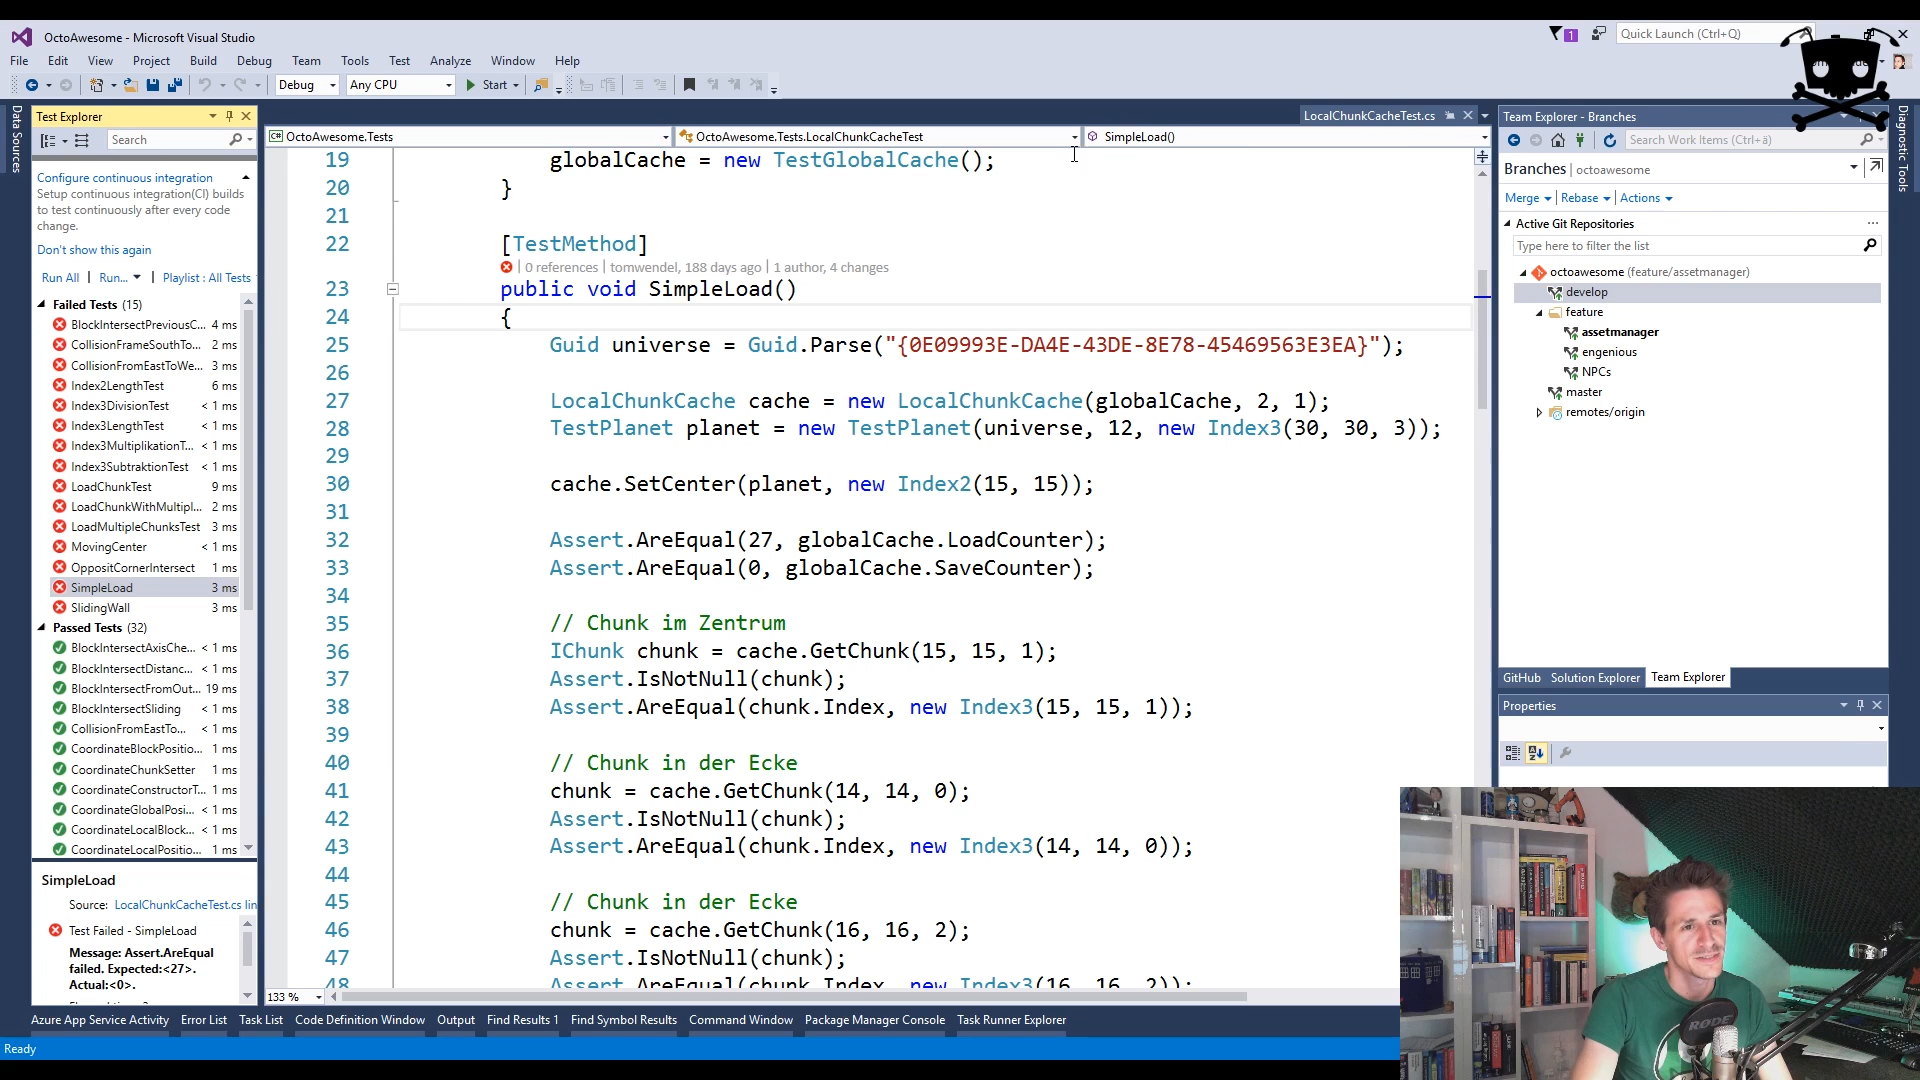 OctoAwesome - Microsoft Visual Studio
1
Quick Launch (Ctrl+Q)
File Edit View Project Build Debug Team Tools Test Analyze Window Help
Debug Any CPU Start
Data Sources
Test Explorer
Search
Configure continuous integration
Setup continuous integration(CI) builds
to test continuously after every code
change.
Don't show this again
Run All | Run... | Playlist : All Tests
Failed Tests (15)
BlockIntersectPreviousC... 4 ms
CollisionFrameSouthTo... 2 ms
CollisionFromEastToWe... 3 ms
Index2LengthTest 6 ms
Index3DivisionTest < 1 ms
Index3LengthTest < 1 ms
Index3MultiplikationT... < 1 ms
Index3SubtraktionTest < 1 ms
LoadChunkTest 9 ms
LoadChunkWithMultipl... 2 ms
LoadMultipleChunksTest 3 ms
MovingCenter < 1 ms
OppositCornerIntersect 1 ms
SimpleLoad 3 ms
SlidingWall 3 ms
Passed Tests (32)
BlockIntersectAxisChe... < 1 ms
BlockIntersectDistanc... < 1 ms
BlockIntersectFromOut... 19 ms
BlockIntersectSliding < 1 ms
CollisionFromEastTo... < 1 ms
CoordinateBlockPositio... 1 ms
CoordinateChunkSetter 1 ms
CoordinateConstructorT... 1 ms
CoordinateGlobalPosi... < 1 ms
CoordinateLocalBlock... < 1 ms
CoordinateLocalPositio... 1 ms
SimpleLoad
Source: LocalChunkCacheTest.cs lin
Test Failed - SimpleLoad
Message: Assert.AreEqual
failed. Expected:<27>.
Actual:<0>.
LocalChunkCacheTest.cs
OctoAwesome.Tests OctoAwesome.Tests.LocalChunkCacheTest SimpleLoad()
19 globalCache = new TestGlobalCache();
20 }
21
22 [TestMethod]
0 references | tomwendel, 188 days ago | 1 author, 4 changes
23 public void SimpleLoad()
24 {
25 Guid universe = Guid.Parse("{0E09993E-DA4E-43DE-8E78-45469563E3EA}");
26
27 LocalChunkCache cache = new LocalChunkCache(globalCache, 2, 1);
28 TestPlanet planet = new TestPlanet(universe, 12, new Index3(30, 30, 3));
29
30 cache.SetCenter(planet, new Index2(15, 15));
31
32 Assert.AreEqual(27, globalCache.LoadCounter);
33 Assert.AreEqual(0, globalCache.SaveCounter);
34
35 // Chunk im Zentrum
36 IChunk chunk = cache.GetChunk(15, 15, 1);
37 Assert.IsNotNull(chunk);
38 Assert.AreEqual(chunk.Index, new Index3(15, 15, 1));
39
40 // Chunk in der Ecke
41 chunk = cache.GetChunk(14, 14, 0);
42 Assert.IsNotNull(chunk);
43 Assert.AreEqual(chunk.Index, new Index3(14, 14, 0));
44
45 // Chunk in der Ecke
46 chunk = cache.GetChunk(16, 16, 2);
47 Assert.IsNotNull(chunk);
48 Assert.AreEqual(chunk.Index, new Index3(16, 16, 2));
133 %
Team Explorer - Branches
Search Work Items (Ctrl+ä)
Branches | octoawesome
Merge | Rebase | Actions
Active Git Repositories
Type here to filter the list
octoawesome (feature/assetmanager)
develop
feature
assetmanager
engenious
NPCs
master
remotes/origin
GitHub Solution Explorer Team Explorer
Properties
Diagnostic Tools
RODE
Azure App Service Activity Error List Task List Code Definition Window Output Find Results 1 Find Symbol Results Command Window Package Manager Console Task Runner Explorer
Ready